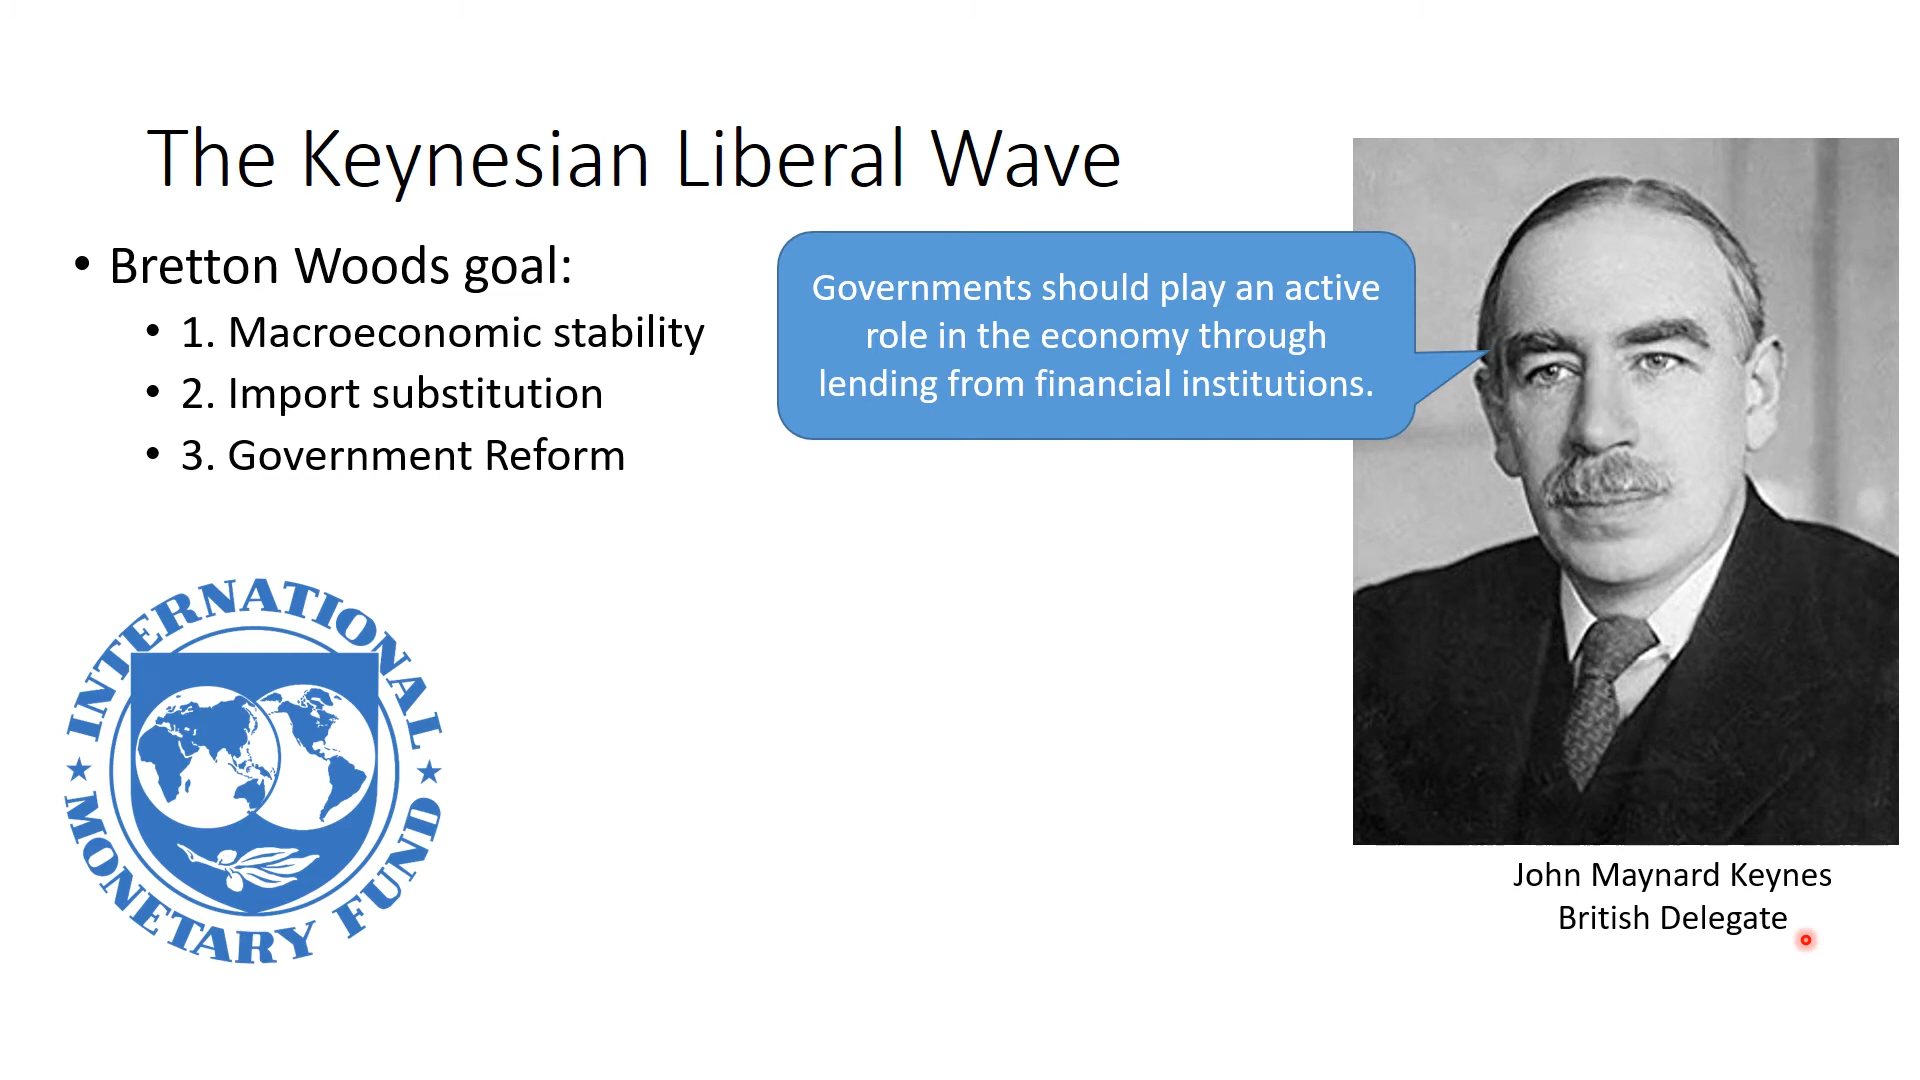 The Keynesian Liberal Wave
• Bretton Woods goal:
• 1. Macroeconomic stability
• 2. Import substitution
• 3. Government Reform
Governments should play an active
role in the economy through
lending from financial institutions.
INTERNATIONAL
MONETARY FUND
John Maynard Keynes
British Delegate